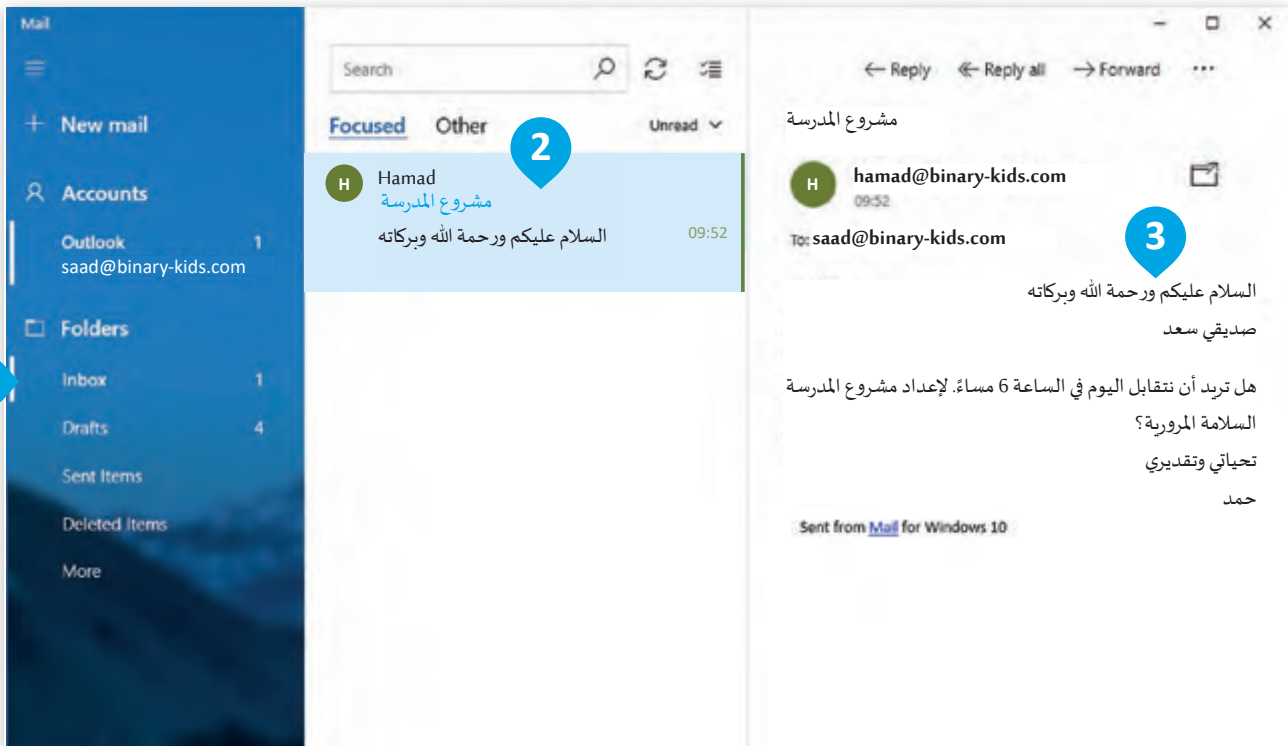 Mail
New mail
Accounts
Outlook 1
saad@binary-kids.com
Folders
Inbox 1
Drafts 4
Sent Items
Deleted Items
More
Search
Focused Other Unread
2
H Hamad
مشروع المدرسة
السلام عليكم ورحمة الله وبركاته 09:52
Reply Reply all Forward
مشروع المدرسة
H hamad@binary-kids.com
09:52
To: saad@binary-kids.com
3
السلام عليكم ورحمة الله وبركاته
صديقي سعد
هل تريد أن نتقابل اليوم في الساعة 6 مساءً. لإعداد مشروع المدرسة
السلامة المرورية؟
تحياتي وتقديري
حمد
Sent from Mail for Windows 10